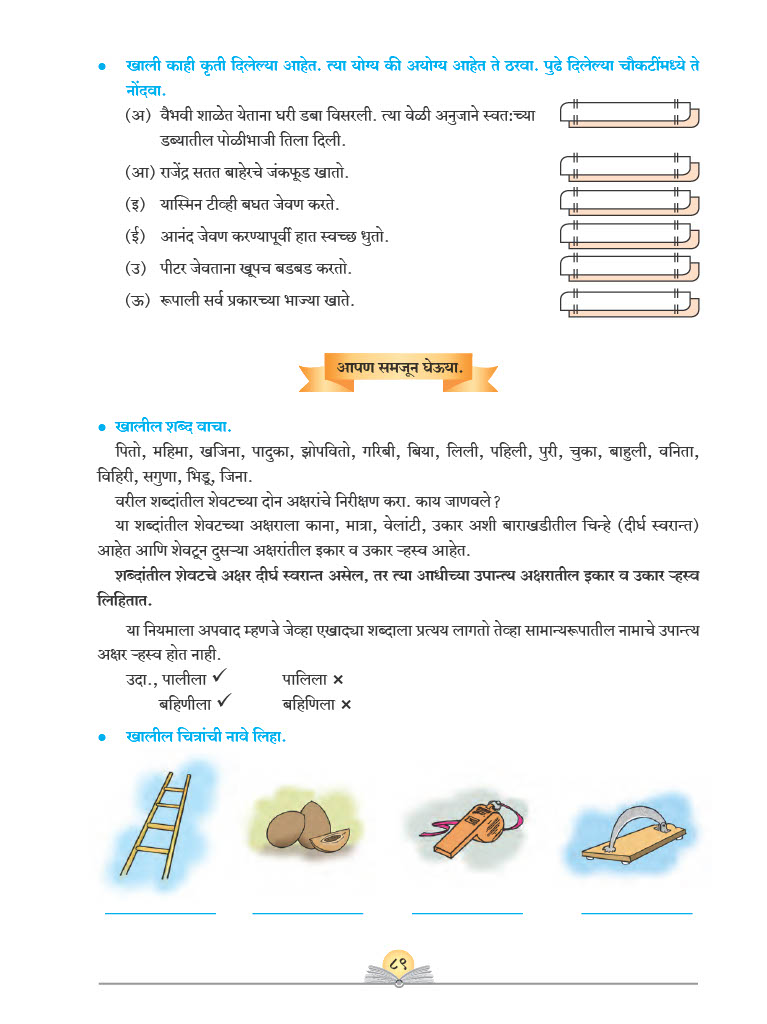 ● खाली काही कृती दिलेल्या आहेत. त्या योग्य की अयोग्य आहेत ते ठरवा. पुढे दिलेल्या चौकटींमध्ये ते
नोंदवा.
(अ) वैभवी शाळेत येताना घरी डबा विसरली. त्या वेळी अनुजाने स्वत:च्या
डब्यातील पोळीभाजी तिला दिली.
(आ) राजेंद्र सतत बाहेरचे जंकफूड खातो.
(इ) यास्मिन टीव्ही बघत जेवण करते.
(ई) आनंद जेवण करण्यापूर्वी हात स्वच्छ धुतो.
(उ) पीटर जेवताना खूपच बडबड करतो.
(ऊ) रूपाली सर्व प्रकारच्या भाज्या खाते.
आपण समजून घेऊया.
● खालील शब्द वाचा.
पितो, महिमा, खजिना, पादुका, झोपवितो, गरिबी, बिया, लिली, पहिली, पुरी, चुका, बाहुली, वनिता,
विहिरी, सगुणा, भिडू, जिना.
वरील शब्दांतील शेवटच्या दोन अक्षरांचे निरीक्षण करा. काय जाणवले ?
या शब्दांतील शेवटच्या अक्षराला काना, मात्रा, वेलांटी, उकार अशी बाराखडीतील चिन्हे (दीर्घ स्वरान्त)
आहेत आणि शेवटून दुसऱ्या अक्षरांतील इकार व उकार ऱ्हस्व आहेत.
शब्दांतील शेवटचे अक्षर दीर्घ स्वरान्त असेल, तर त्या आधीच्या उपान्त्य अक्षरातील इकार व उकार ऱ्हस्व
लिहितात.
या नियमाला अपवाद म्हणजे जेव्हा एखाद्या शब्दाला प्रत्यय लागतो तेव्हा सामान्यरूपातील नामाचे उपान्त्य
अक्षर ऱ्हस्व होत नाही.
उदा., पालीला ✓ पालिला ×
बहिणीला ✓ बहिणिला ×
● खालील चित्रांची नावे लिहा.
८९